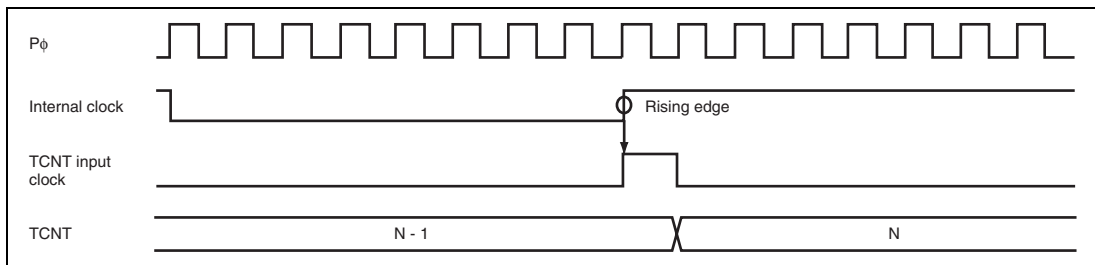 Pϕ
Internal clock
Rising edge
TCNT input
clock
TCNT
N - 1
N